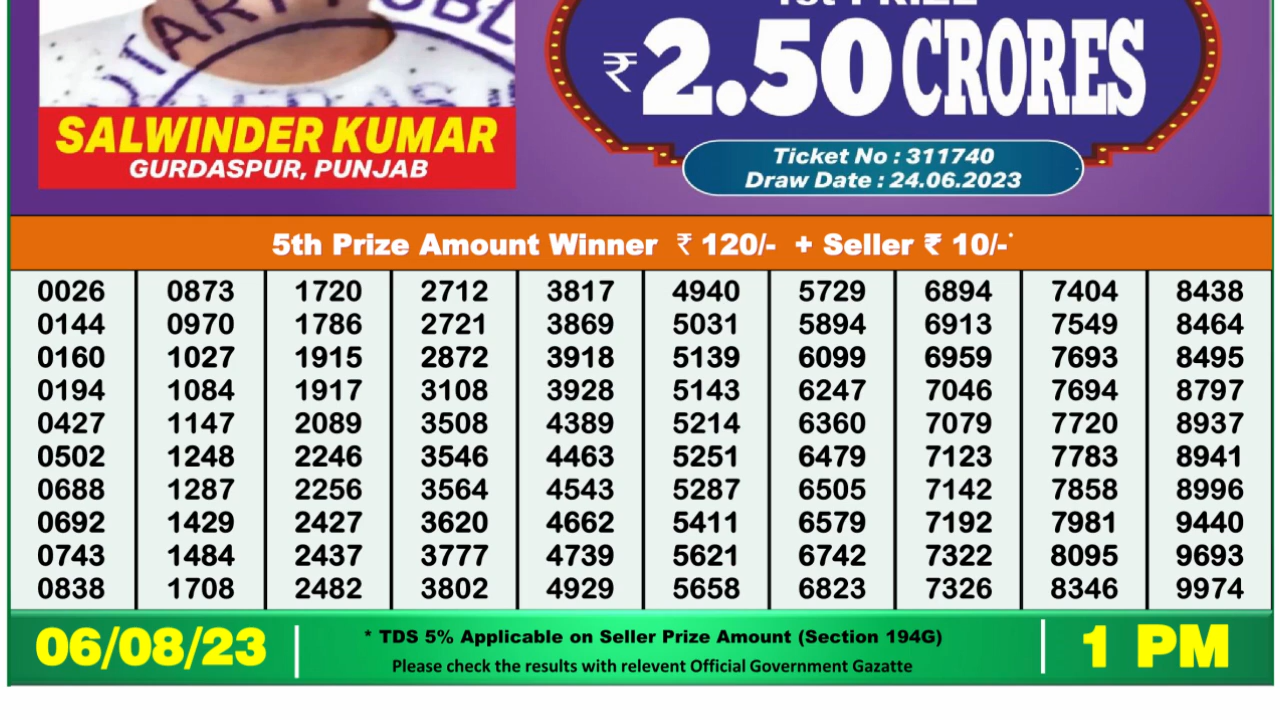 1st PRIZE
₹ 2.50 CRORES
SALWINDER KUMAR
GURDASPUR, PUNJAB
Ticket No : 311740
Draw Date : 24.06.2023
5th Prize Amount Winner ₹ 120/- + Seller ₹ 10/-*
0026 0873 1720 2712 3817 4940 5729 6894 7404 8438
0144 0970 1786 2721 3869 5031 5894 6913 7549 8464
0160 1027 1915 2872 3918 5139 6099 6959 7693 8495
0194 1084 1917 3108 3928 5143 6247 7046 7694 8797
0427 1147 2089 3508 4389 5214 6360 7079 7720 8937
0502 1248 2246 3546 4463 5251 6479 7123 7783 8941
0688 1287 2256 3564 4543 5287 6505 7142 7858 8996
0692 1429 2427 3620 4662 5411 6579 7192 7981 9440
0743 1484 2437 3777 4739 5621 6742 7322 8095 9693
0838 1708 2482 3802 4929 5658 6823 7326 8346 9974
06/08/23
* TDS 5% Applicable on Seller Prize Amount (Section 194G)
Please check the results with relevent Official Government Gazatte
1 PM